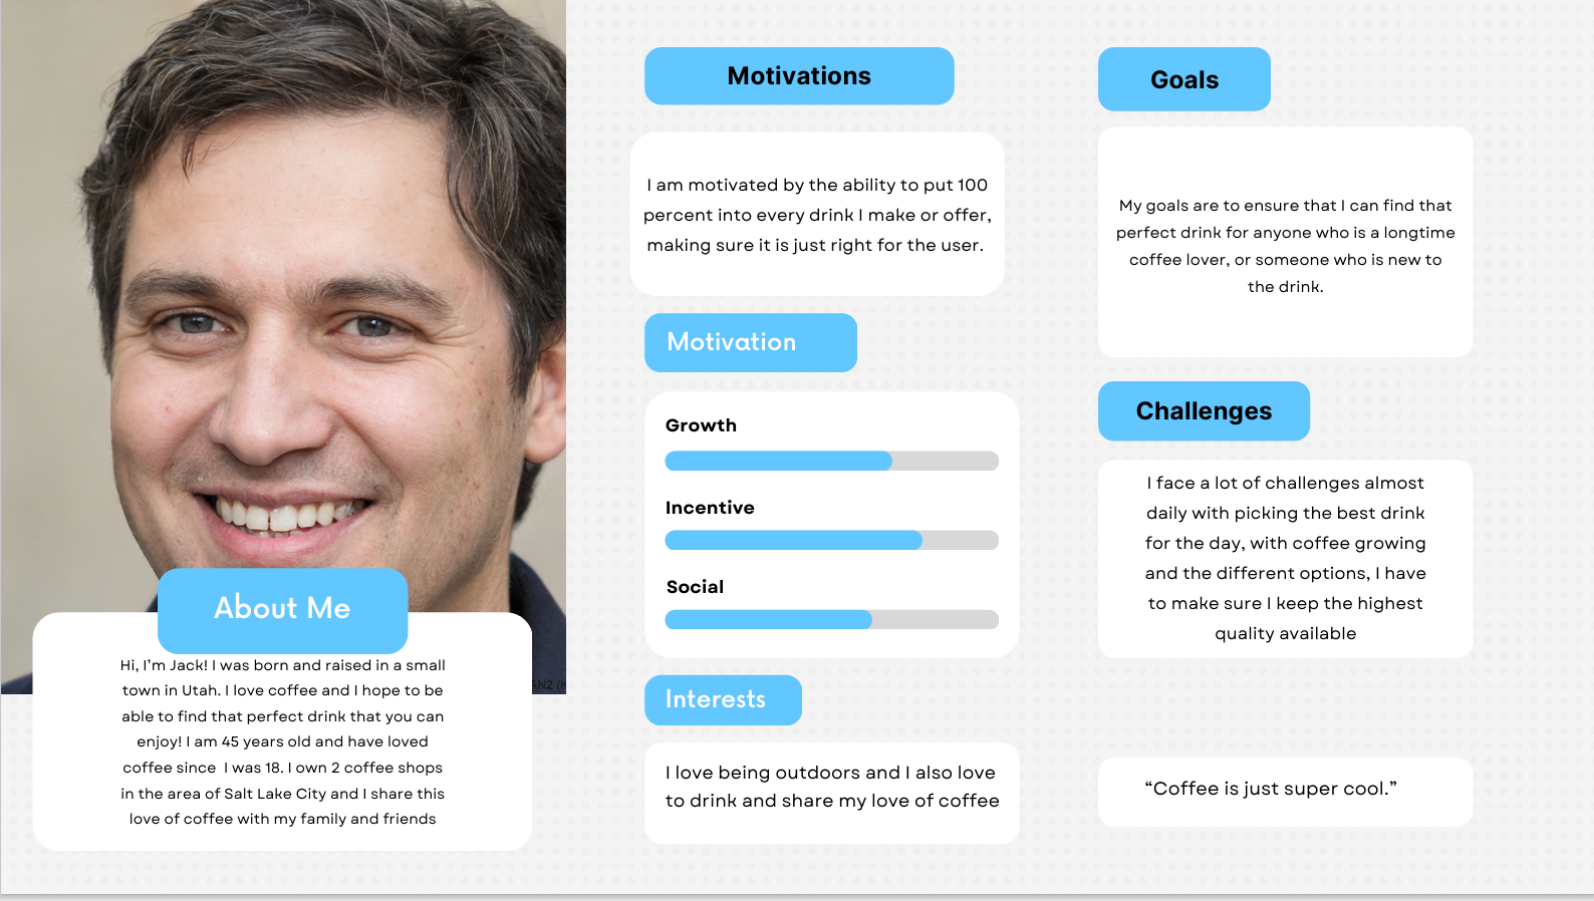 About Me
Hi, I’m Jack! I was born and raised in a small
town in Utah. I love coffee and I hope to be
able to find that perfect drink that you can
enjoy! I am 45 years old and have loved
coffee since  I was 18. I own 2 coffee shops
in the area of Salt Lake City and I share this
love of coffee with my family and friends
Motivations
I am motivated by the ability to put 100
percent into every drink I make or offer,
making sure it is just right for the user.
Motivation
Growth
Incentive
Social
Interests
I love being outdoors and I also love
to drink and share my love of coffee
Goals
My goals are to ensure that I can find that
perfect drink for anyone who is a longtime
coffee lover, or someone who is new to
the drink.
Challenges
I face a lot of challenges almost
daily with picking the best drink
for the day, with coffee growing
and the different options, I have
to make sure I keep the highest
quality available
“Coffee is just super cool.”